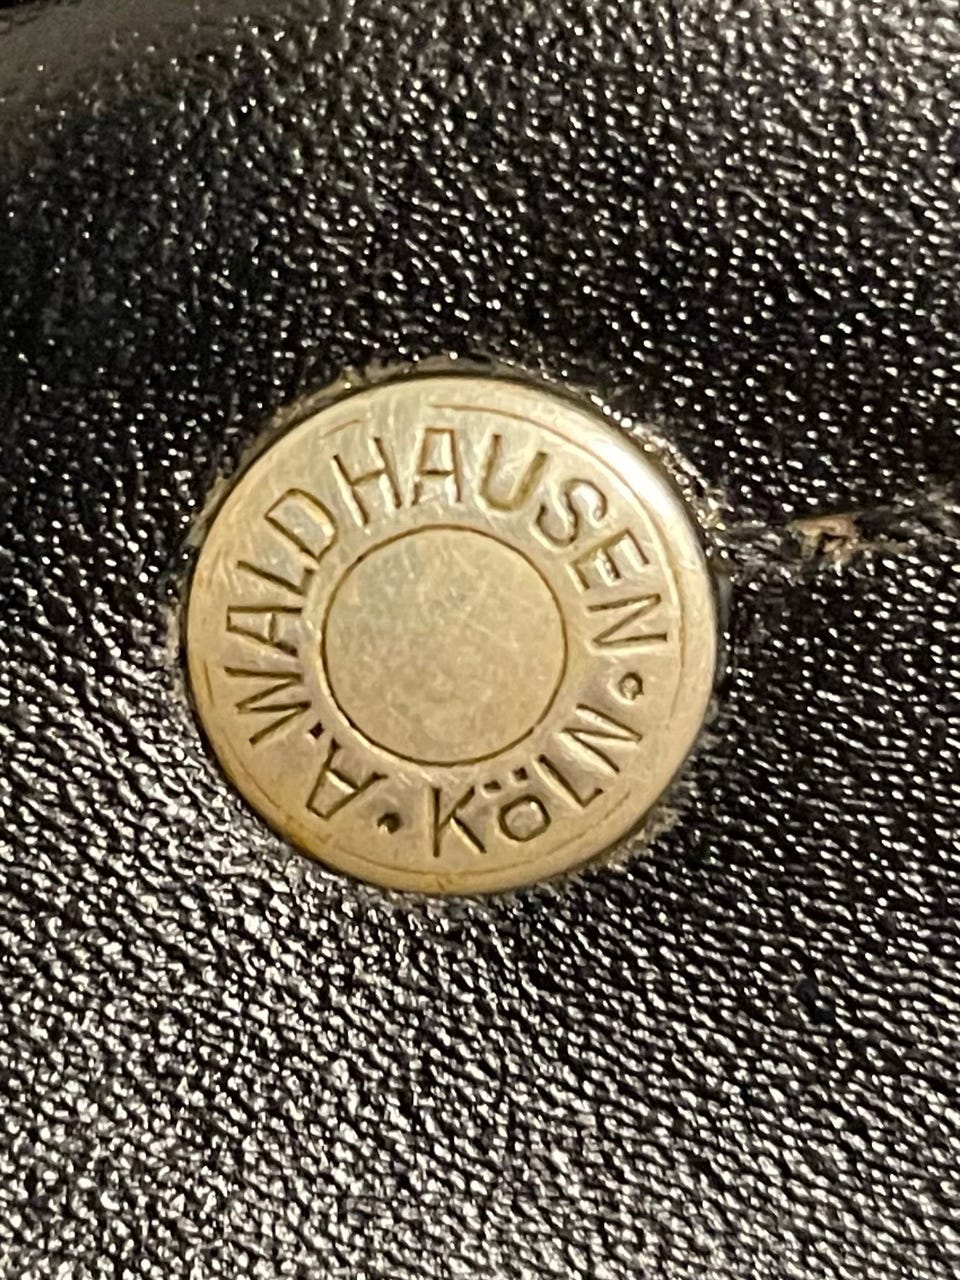 A. WALDHAUSEN · KÖLN ·